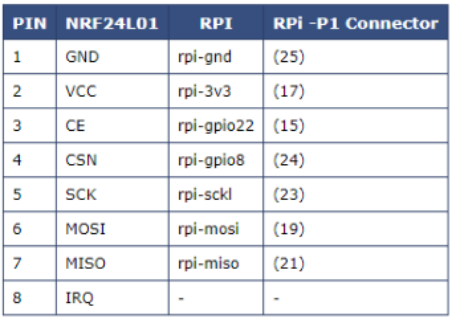 PIN NRF24L01 RPI RPi -P1 Connector
1 GND rpi-gnd (25)
2 VCC rpi-3v3 (17)
3 CE rpi-gpio22 (15)
4 CSN rpi-gpio8 (24)
5 SCK rpi-sckl (23)
6 MOSI rpi-mosi (19)
7 MISO rpi-miso (21)
8 IRQ - -